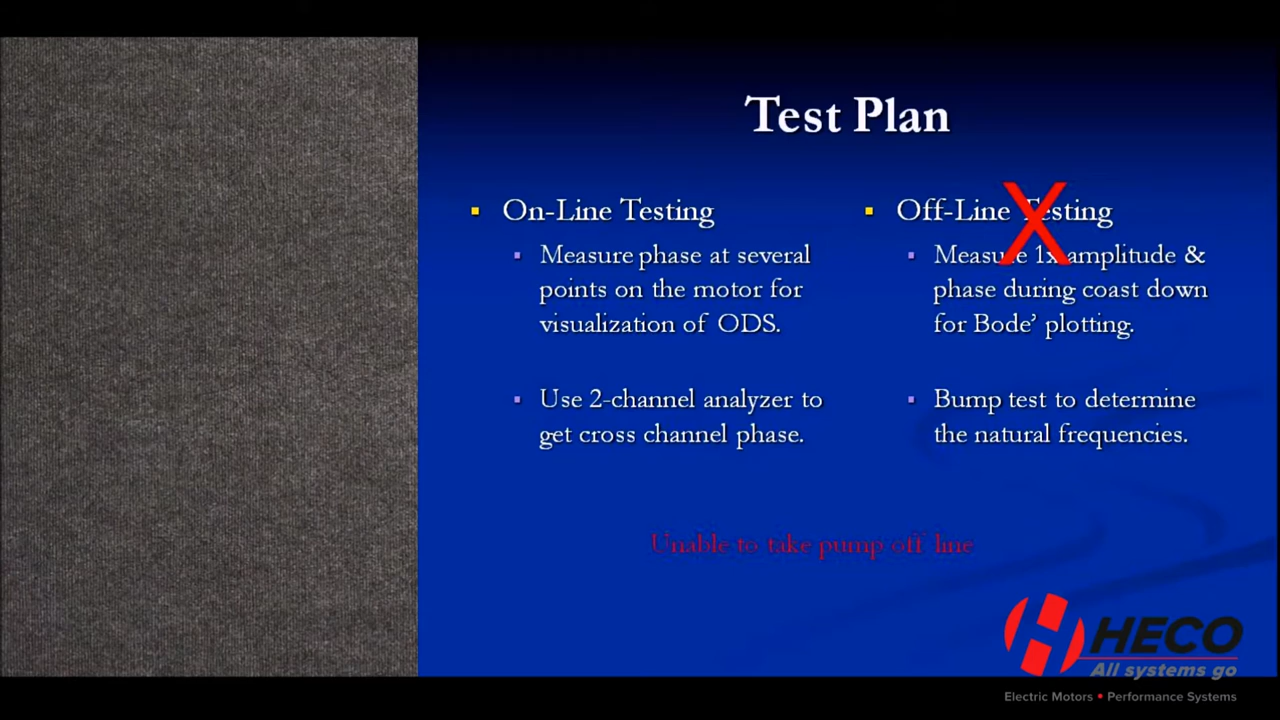 Test Plan
On-Line Testing
Measure phase at several
points on the motor for
visualization of ODS.
Use 2-channel analyzer to
get cross channel phase.
Off-Line Testing
X
Measure 1x amplitude &
phase during coast down
for Bode’ plotting.
Bump test to determine
the natural frequencies.
Unable to take pump off line
HECO
All systems go
Electric Motors • Performance Systems